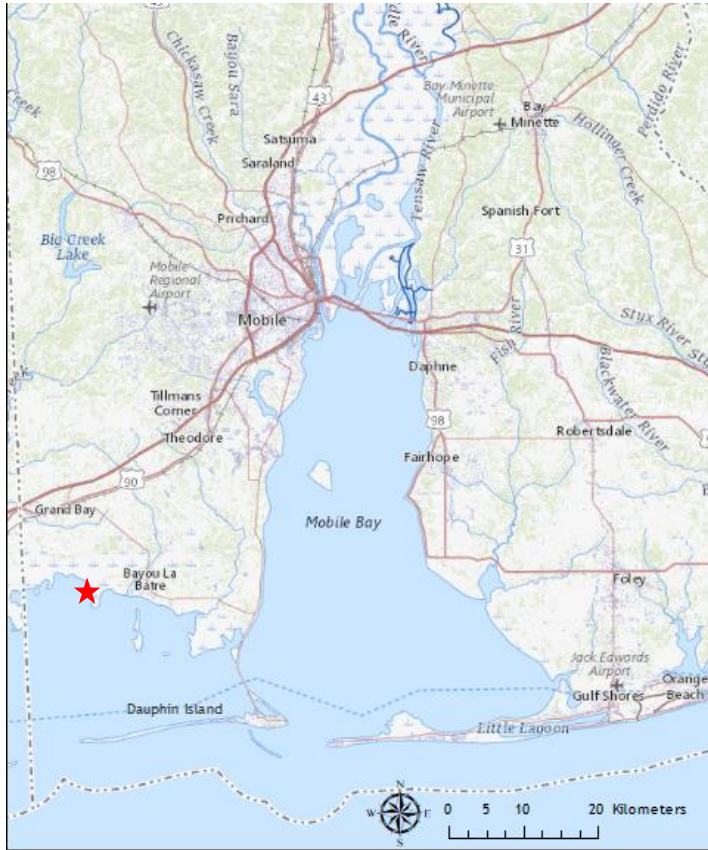 43
Chickasaw Creek
Bayou Sara
River
Bay Minette
Municipal
Airport
Bay
Minette
Perdido River
Creek
Satsuma
Saraland
Tensaw River
Hollinger Creek
98
Prichard
Spanish Fort
Big Creek
Lake
31
Mobile
Regional
Airport
Mobile
Fish River
Styx River
Daphne
Blackwater River
Tillmans
Corner
98
Theodore
Robertsdale
Fairhope
90
Grand Bay
Mobile Bay
Bayou La
Batre
Foley
Jack Edwards
Airport
Orange
Beach
Gulf Shores
Dauphin Island
Little Lagoon
N
W E
S
0 5 10 20 Kilometers